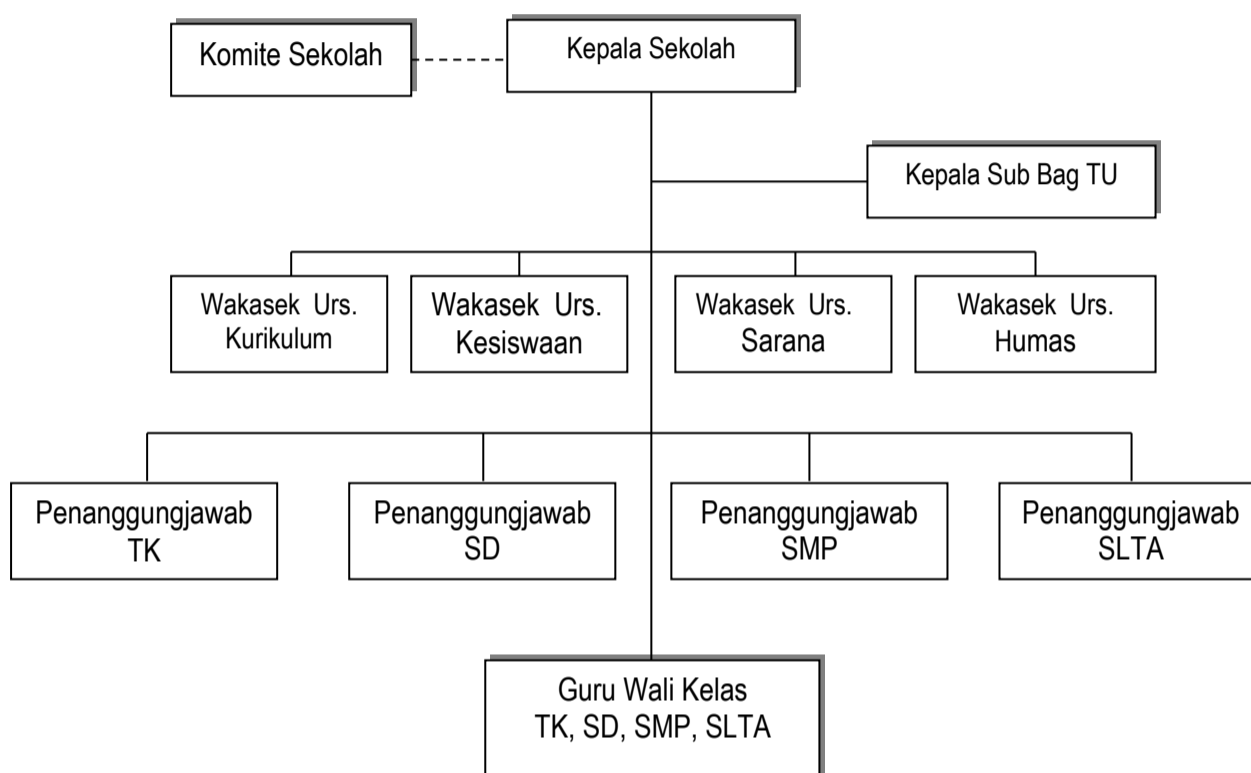 Komite Sekolah
Kepala Sekolah
Kepala Sub Bag TU
Wakasek Urs.
Kurikulum
Wakasek Urs.
Kesiswaan
Wakasek Urs.
Sarana
Wakasek Urs.
Humas
Penanggungjawab
TK
Penanggungjawab
SD
Penanggungjawab
SMP
Penanggungjawab
SLTA
Guru Wali Kelas
TK, SD, SMP, SLTA